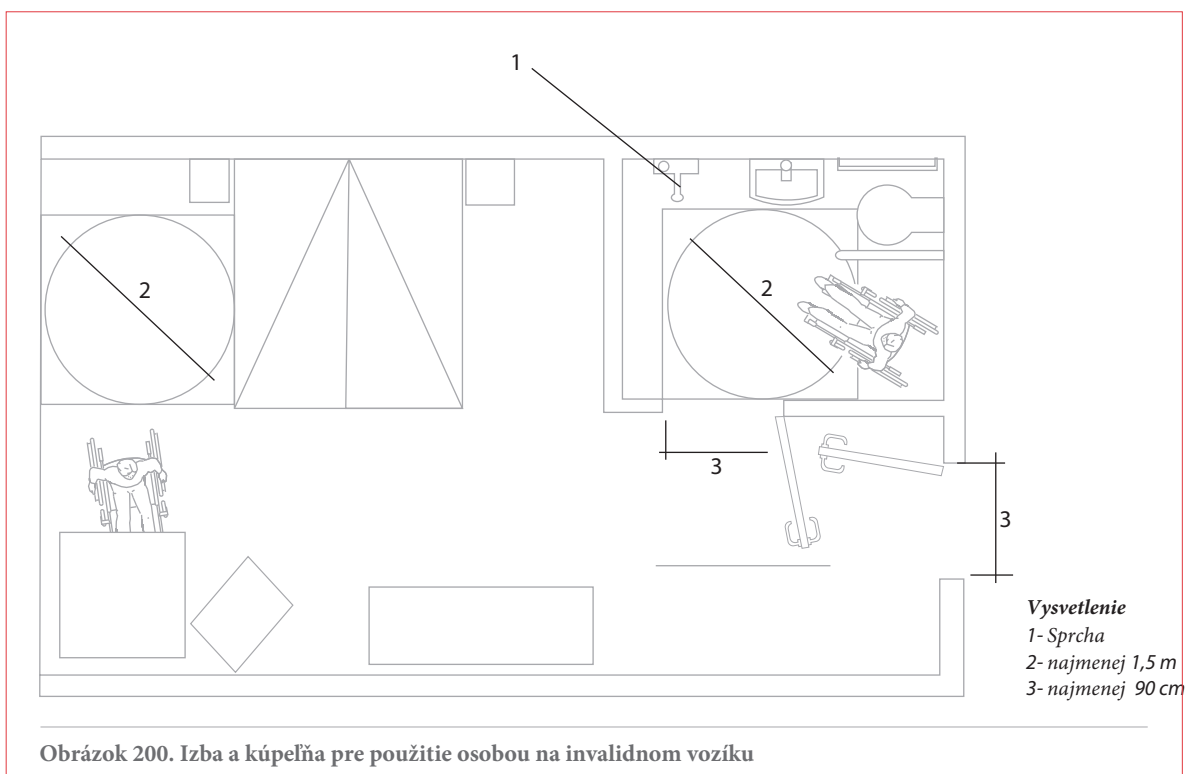 1
2
2
3
3
Vysvetlenie
1- Sprcha
2- najmenej 1,5 m
3- najmenej 90 cm
Obrázok 200. Izba a kúpeľňa pre použitie osobou na invalidnom vozíku